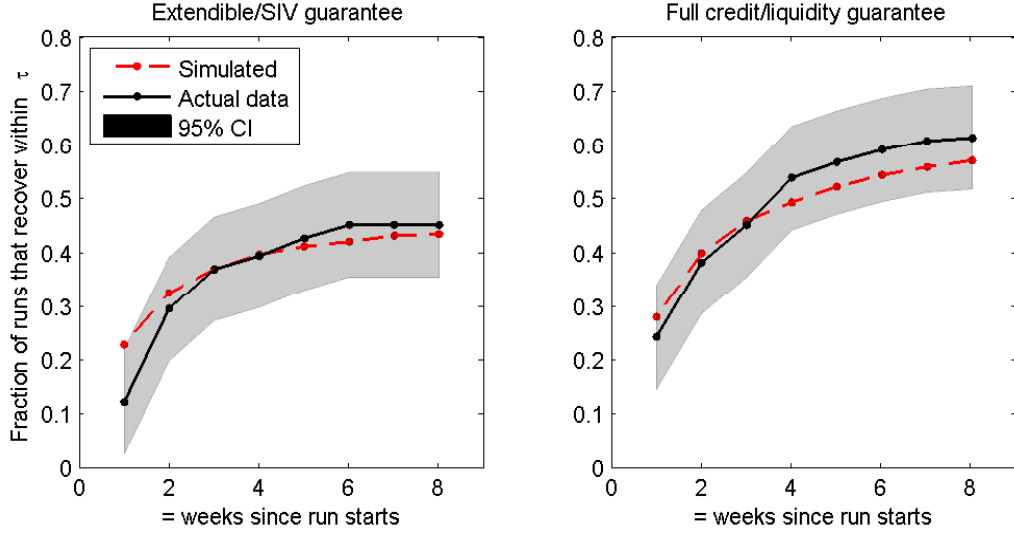 Extendible/SIV guarantee
Fraction of runs that recover within τ
0.8
0.7
0.6
0.5
0.4
0.3
0.2
0.1
0
Simulated
Actual data
95% CI
0 2 4 6 8
= weeks since run starts
Full credit/liquidity guarantee
0.8
0.7
0.6
0.5
0.4
0.3
0.2
0.1
0
0 2 4 6 8
= weeks since run starts